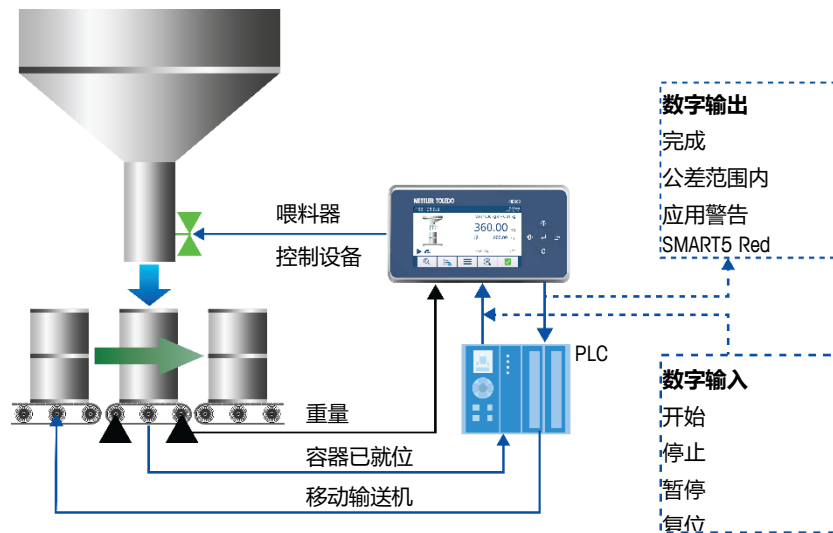 METTLER TOLEDO
360.00
喂料器
控制设备
数字输出
完成
公差范围内
应用警告
SMART5 Red
PLC
数字输入
开始
停止
暂停
复位
重量
容器已就位
移动输送机